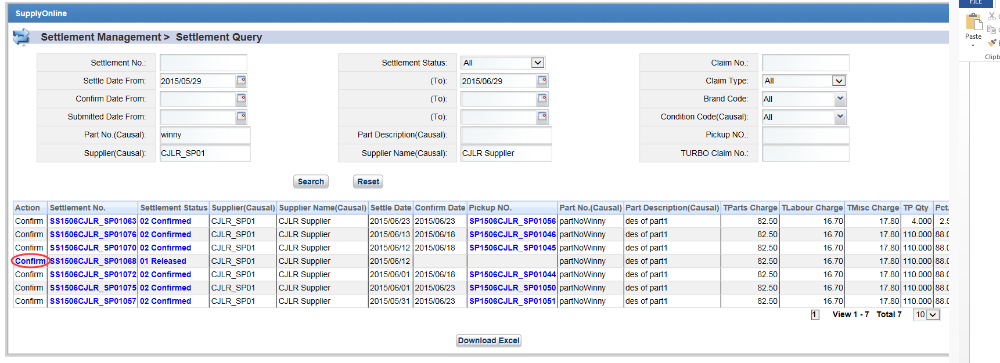 SupplyOnline
FILE
Paste
Clipb
Settlement Management > Settlement Query
Settlement No.: Settlement Status: All Claim No.:
Settle Date From: 2015/05/29 (To): 2015/06/29 Claim Type: All
Confirm Date From: (To): Brand Code: All
Submitted Date From: (To): Condition Code(Causal): All
Part No.(Causal): winny Part Description(Causal): Pickup NO.:
Supplier(Causal): CJLR_SP01 Supplier Name(Causal): CJLR Supplier TURBO Claim No.:
Search Reset
Action Settlement No. Settlement Status Supplier(Causal) Supplier Name(Causal) Settle Date Confirm Date Pickup NO. Part No.(Causal) Part Description(Causal) TParts Charge TLabour Charge TMisc Charge TP Qty Pct.
Confirm SS1506CJLR_SP01063 02 Confirmed CJLR_SP01 CJLR Supplier 2015/06/23 2015/06/23 SP1506CJLR_SP01056 partNoWinny des of part1 82.50 16.70 17.80 4.000 2.5
Confirm SS1506CJLR_SP01076 02 Confirmed CJLR_SP01 CJLR Supplier 2015/06/13 2015/06/18 SP1506CJLR_SP01046 partNoWinny des of part1 82.50 16.70 17.80 110.000 88.0
Confirm SS1506CJLR_SP01070 02 Confirmed CJLR_SP01 CJLR Supplier 2015/06/12 2015/06/18 SP1506CJLR_SP01045 partNoWinny des of part1 82.50 16.70 17.80 110.000 88.0
Confirm SS1506CJLR_SP01068 01 Released CJLR_SP01 CJLR Supplier 2015/06/12 partNoWinny des of part1 82.50 16.70 17.80 110.000 88.0
Confirm SS1506CJLR_SP01072 02 Confirmed CJLR_SP01 CJLR Supplier 2015/06/01 2015/06/18 SP1506CJLR_SP01044 partNoWinny des of part1 82.50 16.70 17.80 110.000 88.0
Confirm SS1506CJLR_SP01075 02 Confirmed CJLR_SP01 CJLR Supplier 2015/06/01 2015/06/23 SP1506CJLR_SP01050 partNoWinny des of part1 82.50 16.70 17.80 110.000 88.0
Confirm SS1506CJLR_SP01057 02 Confirmed CJLR_SP01 CJLR Supplier 2015/05/31 2015/06/23 SP1506CJLR_SP01051 partNoWinny des of part1 82.50 16.70 17.80 110.000 88.0
1 View 1 - 7 Total 7 10
Download Excel